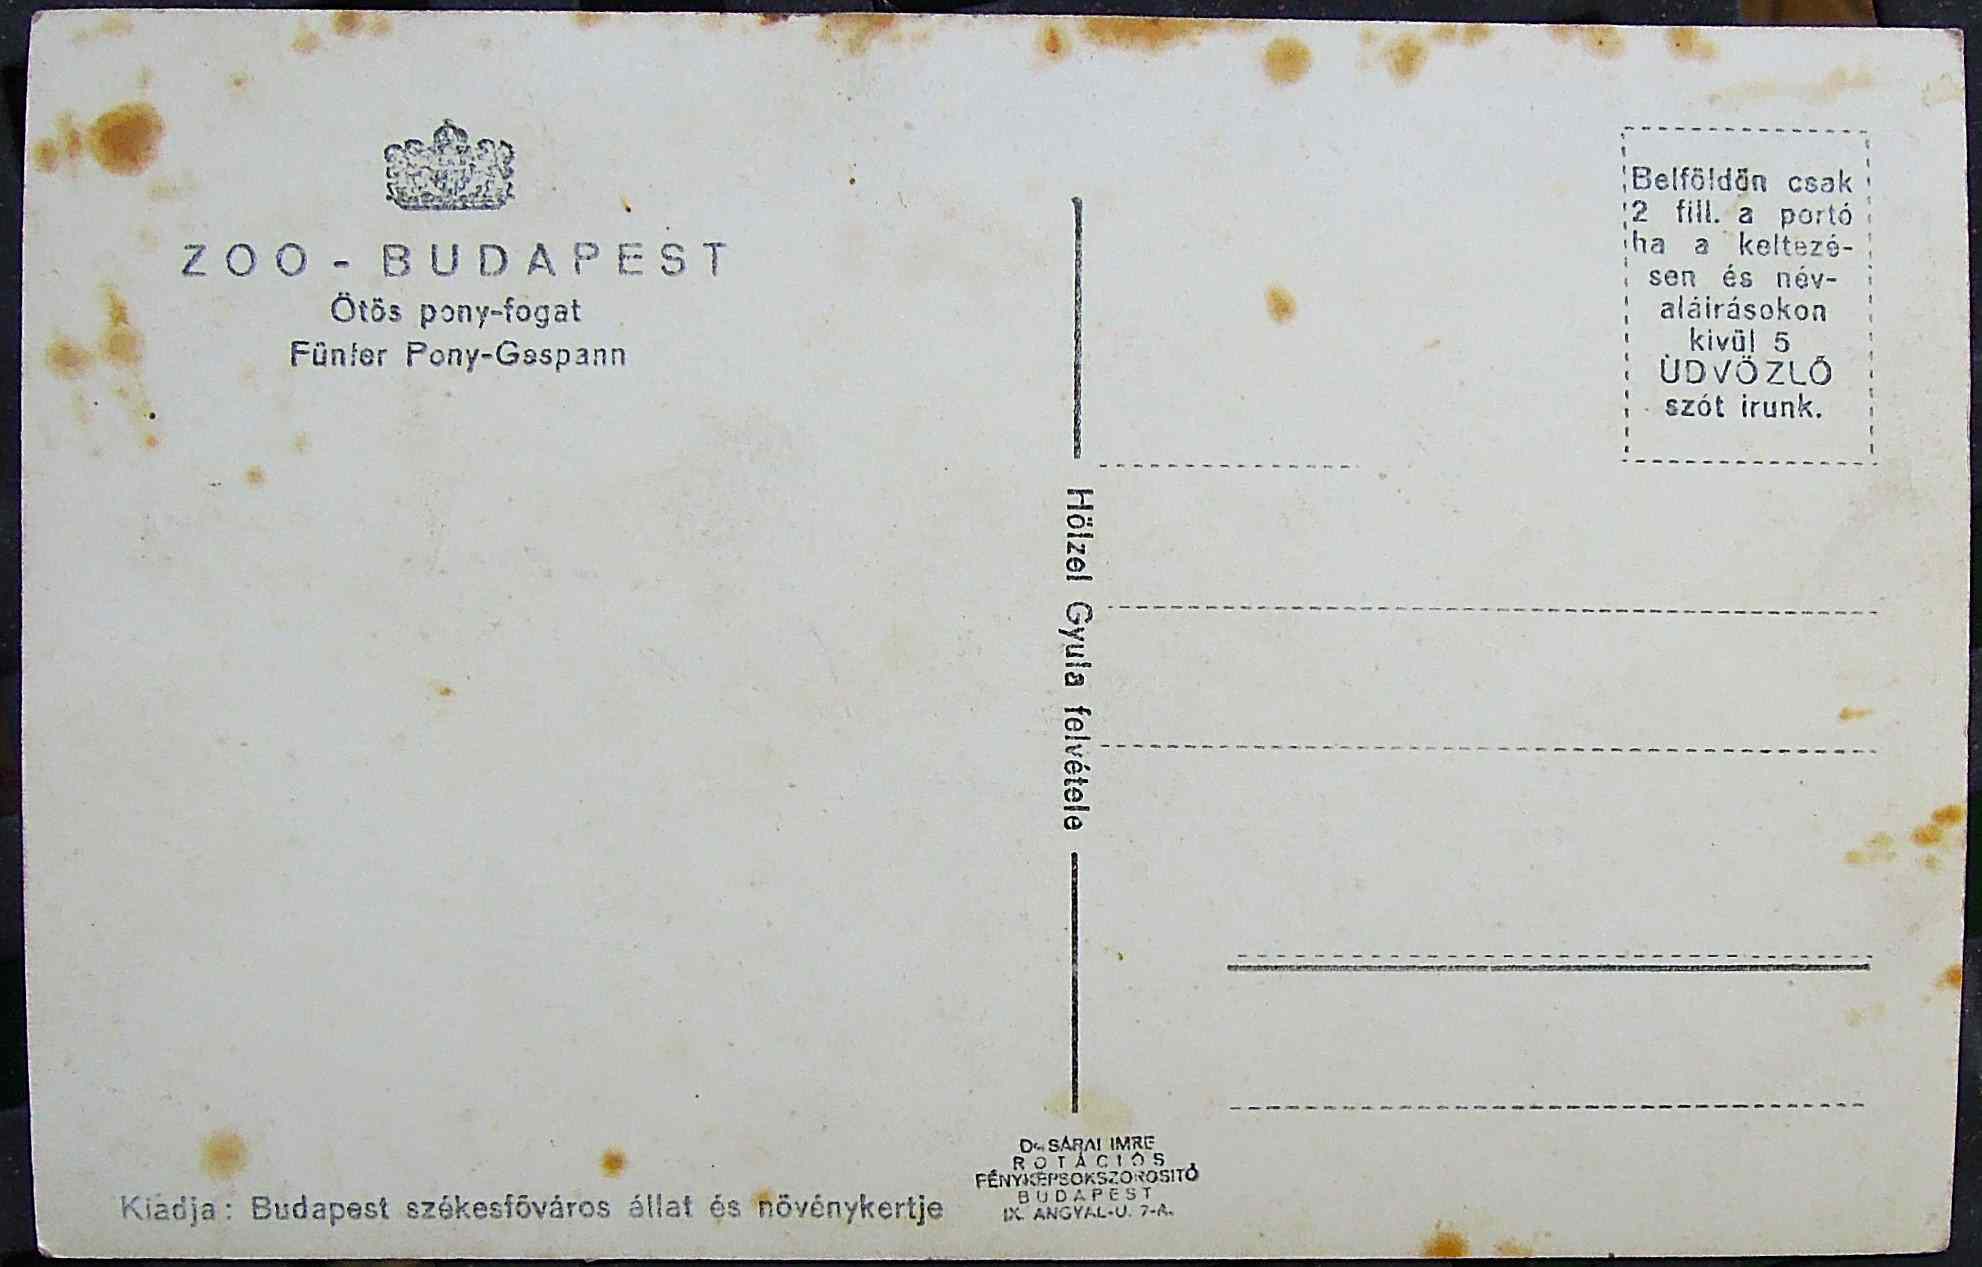 ZOO - BUDAPEST
Ötös pony-fogat
Fünfer Pony-Gespann
Belföldön csak
2 fill. a portó
ha a keltezé-
sen és név-
aláirásokon
kivül 5
ÜDVÖZLŐ
szót irunk.
Hölzel Gyula felvétele
Kiadja: Budapest székesfőváros állat és növénykertje
Dr. SÁRAI IMRE
ROTÁCIÓS
FÉNYKÉPSOKSZOROSITÓ
BUDAPEST
IX. ANGYAL-U. 7-A.